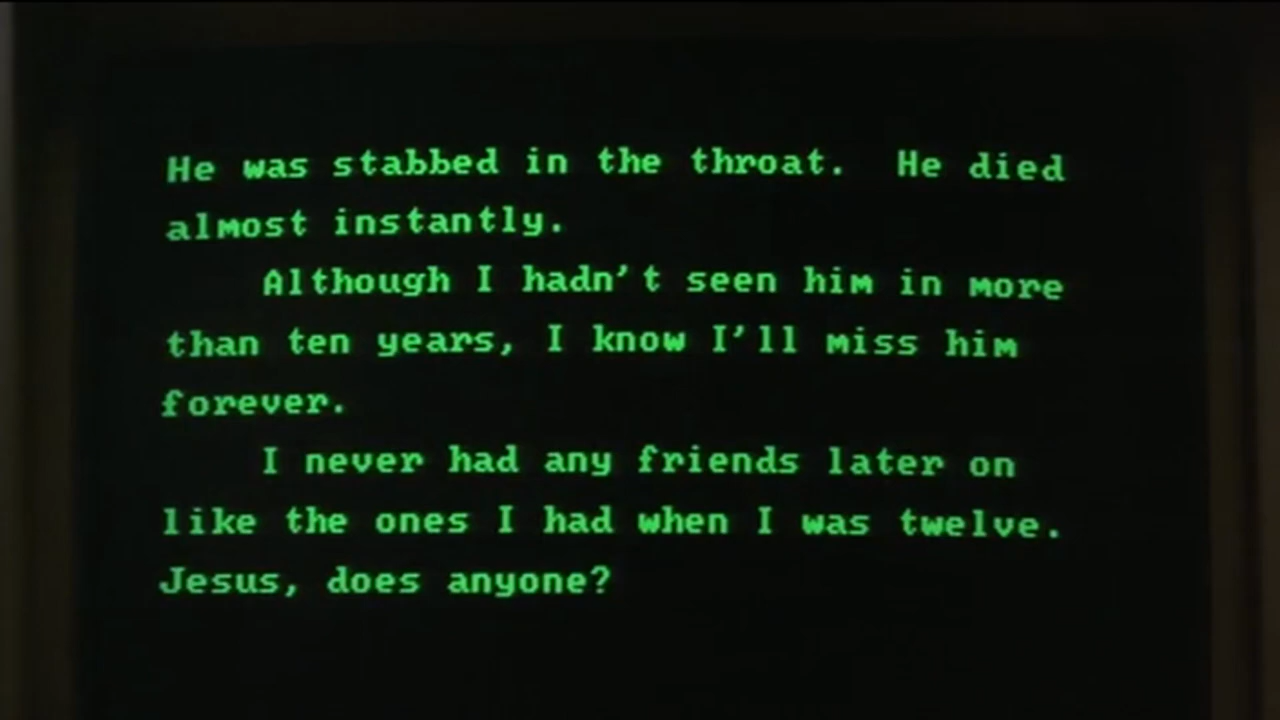 He was stabbed in the throat.  He died
almost instantly.
Although I hadn't seen him in more
than ten years, I know I'll miss him
forever.
I never had any friends later on
like the ones I had when I was twelve.
Jesus, does anyone?